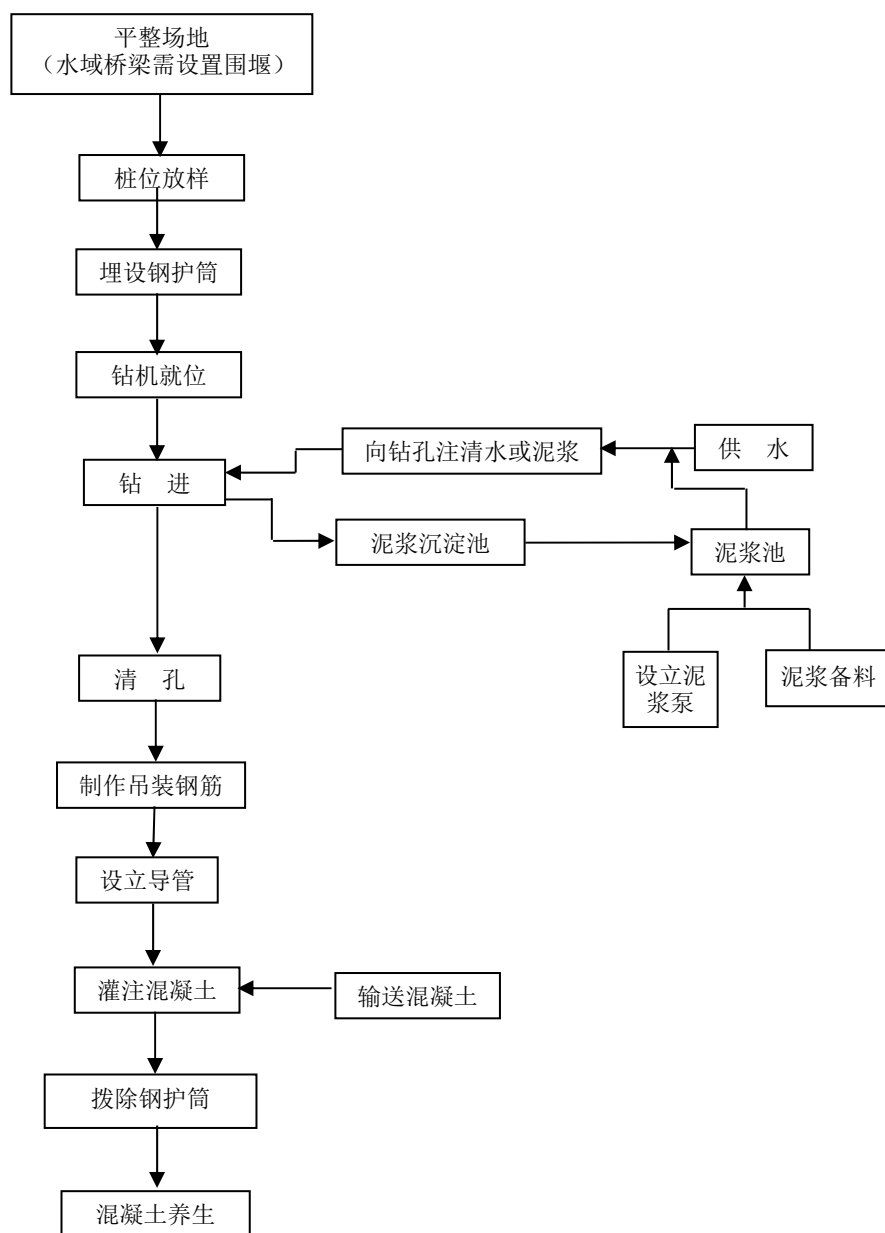 平整场地
（水域桥梁需设置围堰）
桩位放样
埋设钢护筒
钻机就位
向钻孔注清水或泥浆
供　水
钻　进
泥浆沉淀池
泥浆池
清　孔
设立泥
浆泵
泥浆备料
制作吊装钢筋
设立导管
灌注混凝土
输送混凝土
拨除钢护筒
混凝土养生